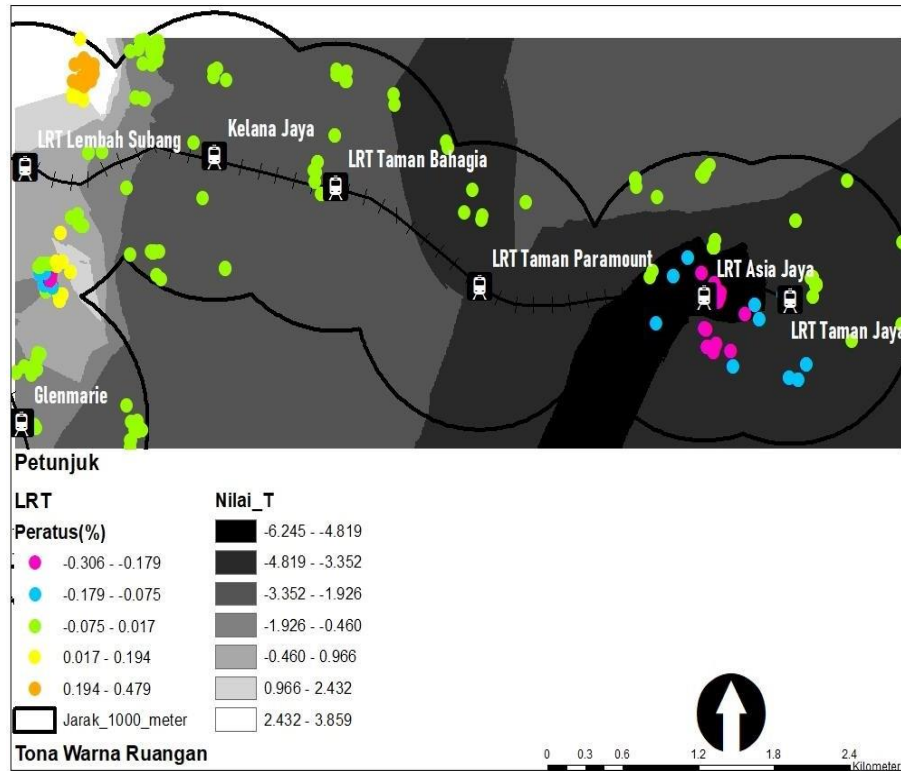 LRT Lembah Subang
Kelana Jaya
LRT Taman Bahagia
LRT Taman Paramount
LRT Asia Jaya
LRT Taman Jaya
Glenmarie
Petunjuk
LRT
Peratus(%)
-0.306 - -0.179
-0.179 - -0.075
-0.075 - 0.017
0.017 - 0.194
0.194 - 0.479
Jarak_1000_meter
Nilai_T
-6.245 - -4.819
-4.819 - -3.352
-3.352 - -1.926
-1.926 - -0.460
-0.460 - 0.966
0.966 - 2.432
2.432 - 3.859
Tona Warna Ruangan
0 0.3 0.6 1.2 1.8 2.4
Kilometer